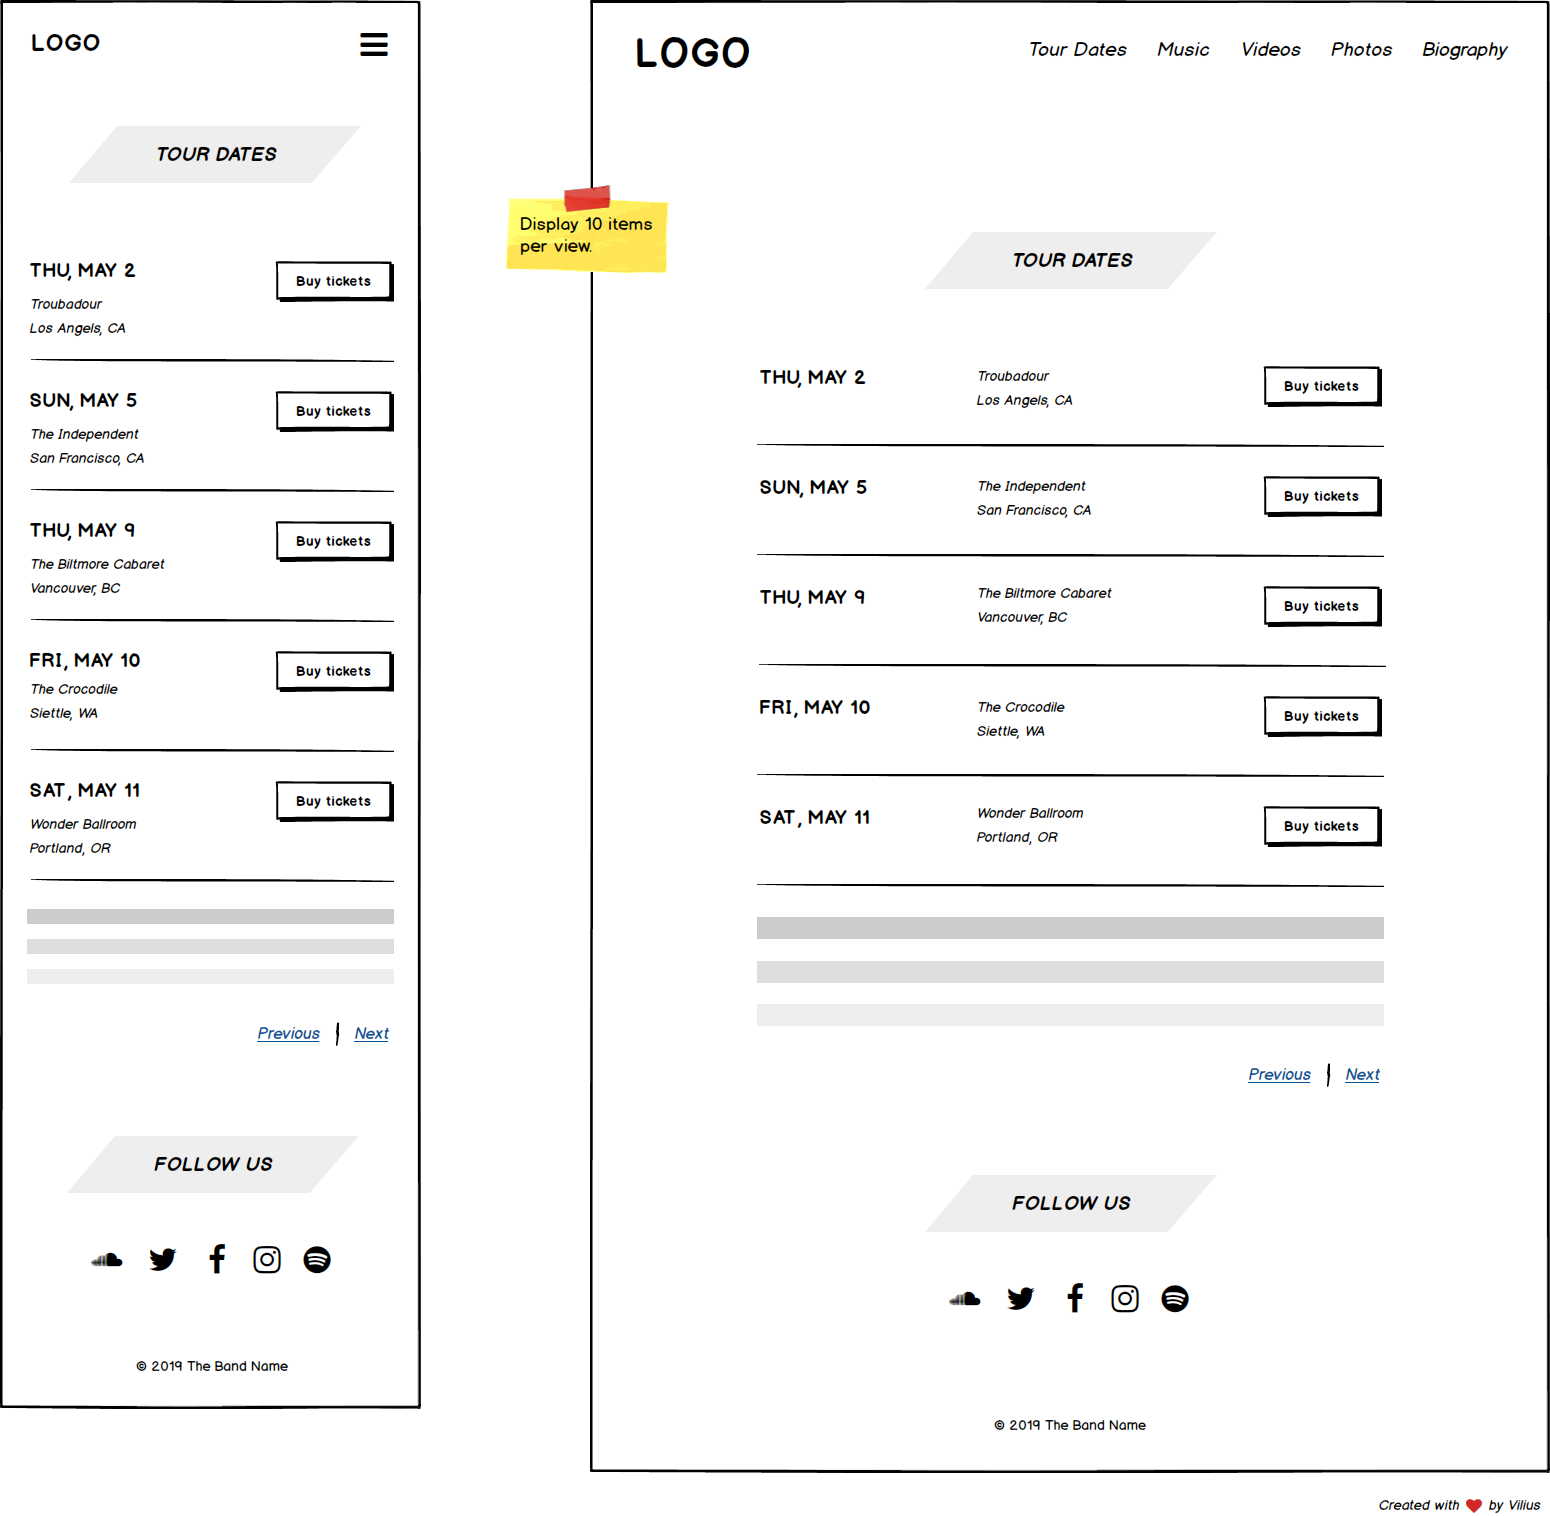 LOGO
TOUR DATES
THU, MAY 2
Buy tickets
Troubadour
Los Angels, CA
SUN, MAY 5
Buy tickets
The Independent
San Francisco, CA
THU, MAY 9
Buy tickets
The Biltmore Cabaret
Vancouver, BC
FRI, MAY 10
Buy tickets
The Crocodile
Siettle, WA
SAT, MAY 11
Buy tickets
Wonder Ballroom
Portland, OR
Previous | Next
FOLLOW US
© 2019 The Band Name
Display 10 items
per view.
LOGO
Tour Dates Music Videos Photos Biography
TOUR DATES
THU, MAY 2
Troubadour
Los Angels, CA
Buy tickets
SUN, MAY 5
The Independent
San Francisco, CA
Buy tickets
THU, MAY 9
The Biltmore Cabaret
Vancouver, BC
Buy tickets
FRI, MAY 10
The Crocodile
Siettle, WA
Buy tickets
SAT, MAY 11
Wonder Ballroom
Portland, OR
Buy tickets
Previous | Next
FOLLOW US
© 2019 The Band Name
Created with ❤ by Vilius